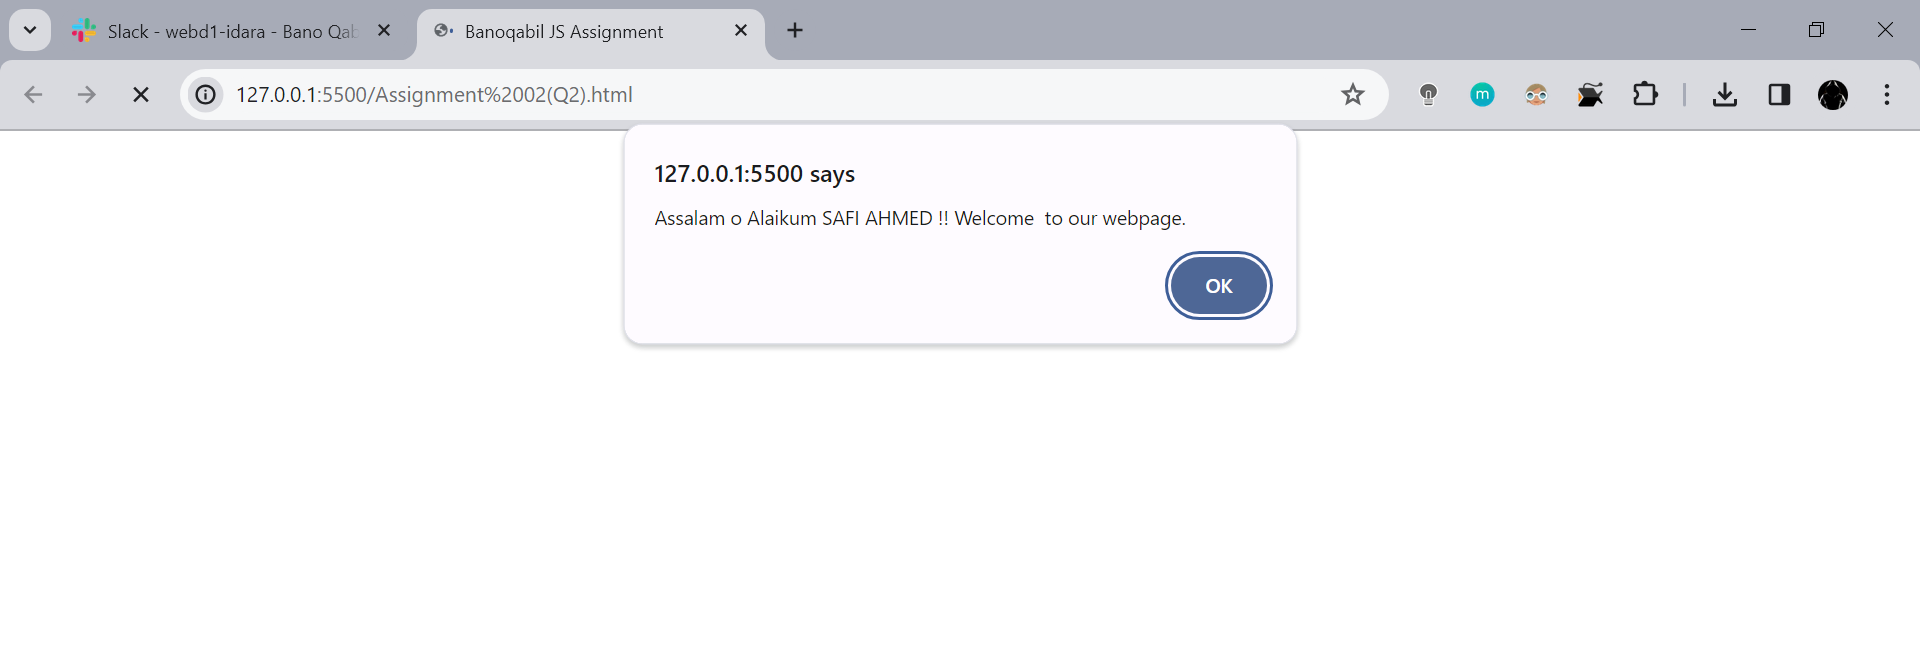 Slack - webd1-idara - Bano Qab
Banoqabil JS Assignment
127.0.0.1:5500/Assignment%2002(Q2).html
m
127.0.0.1:5500 says
Assalam o Alaikum SAFI AHMED !! Welcome  to our webpage.
OK